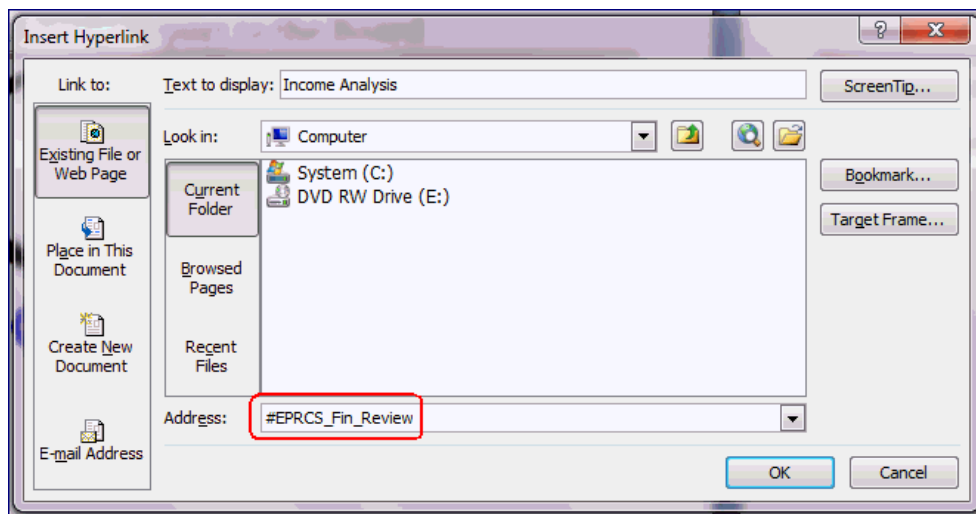 Insert Hyperlink
Link to:
Text to display: Income Analysis
ScreenTip...
Existing File or
Web Page
Look in: Computer
Current
Folder
System (C:)
DVD RW Drive (E:)
Bookmark...
Target Frame...
Place in This
Document
Browsed
Pages
Create New
Document
Recent
Files
Address: #EPRCS_Fin_Review
E-mail Address
OK
Cancel